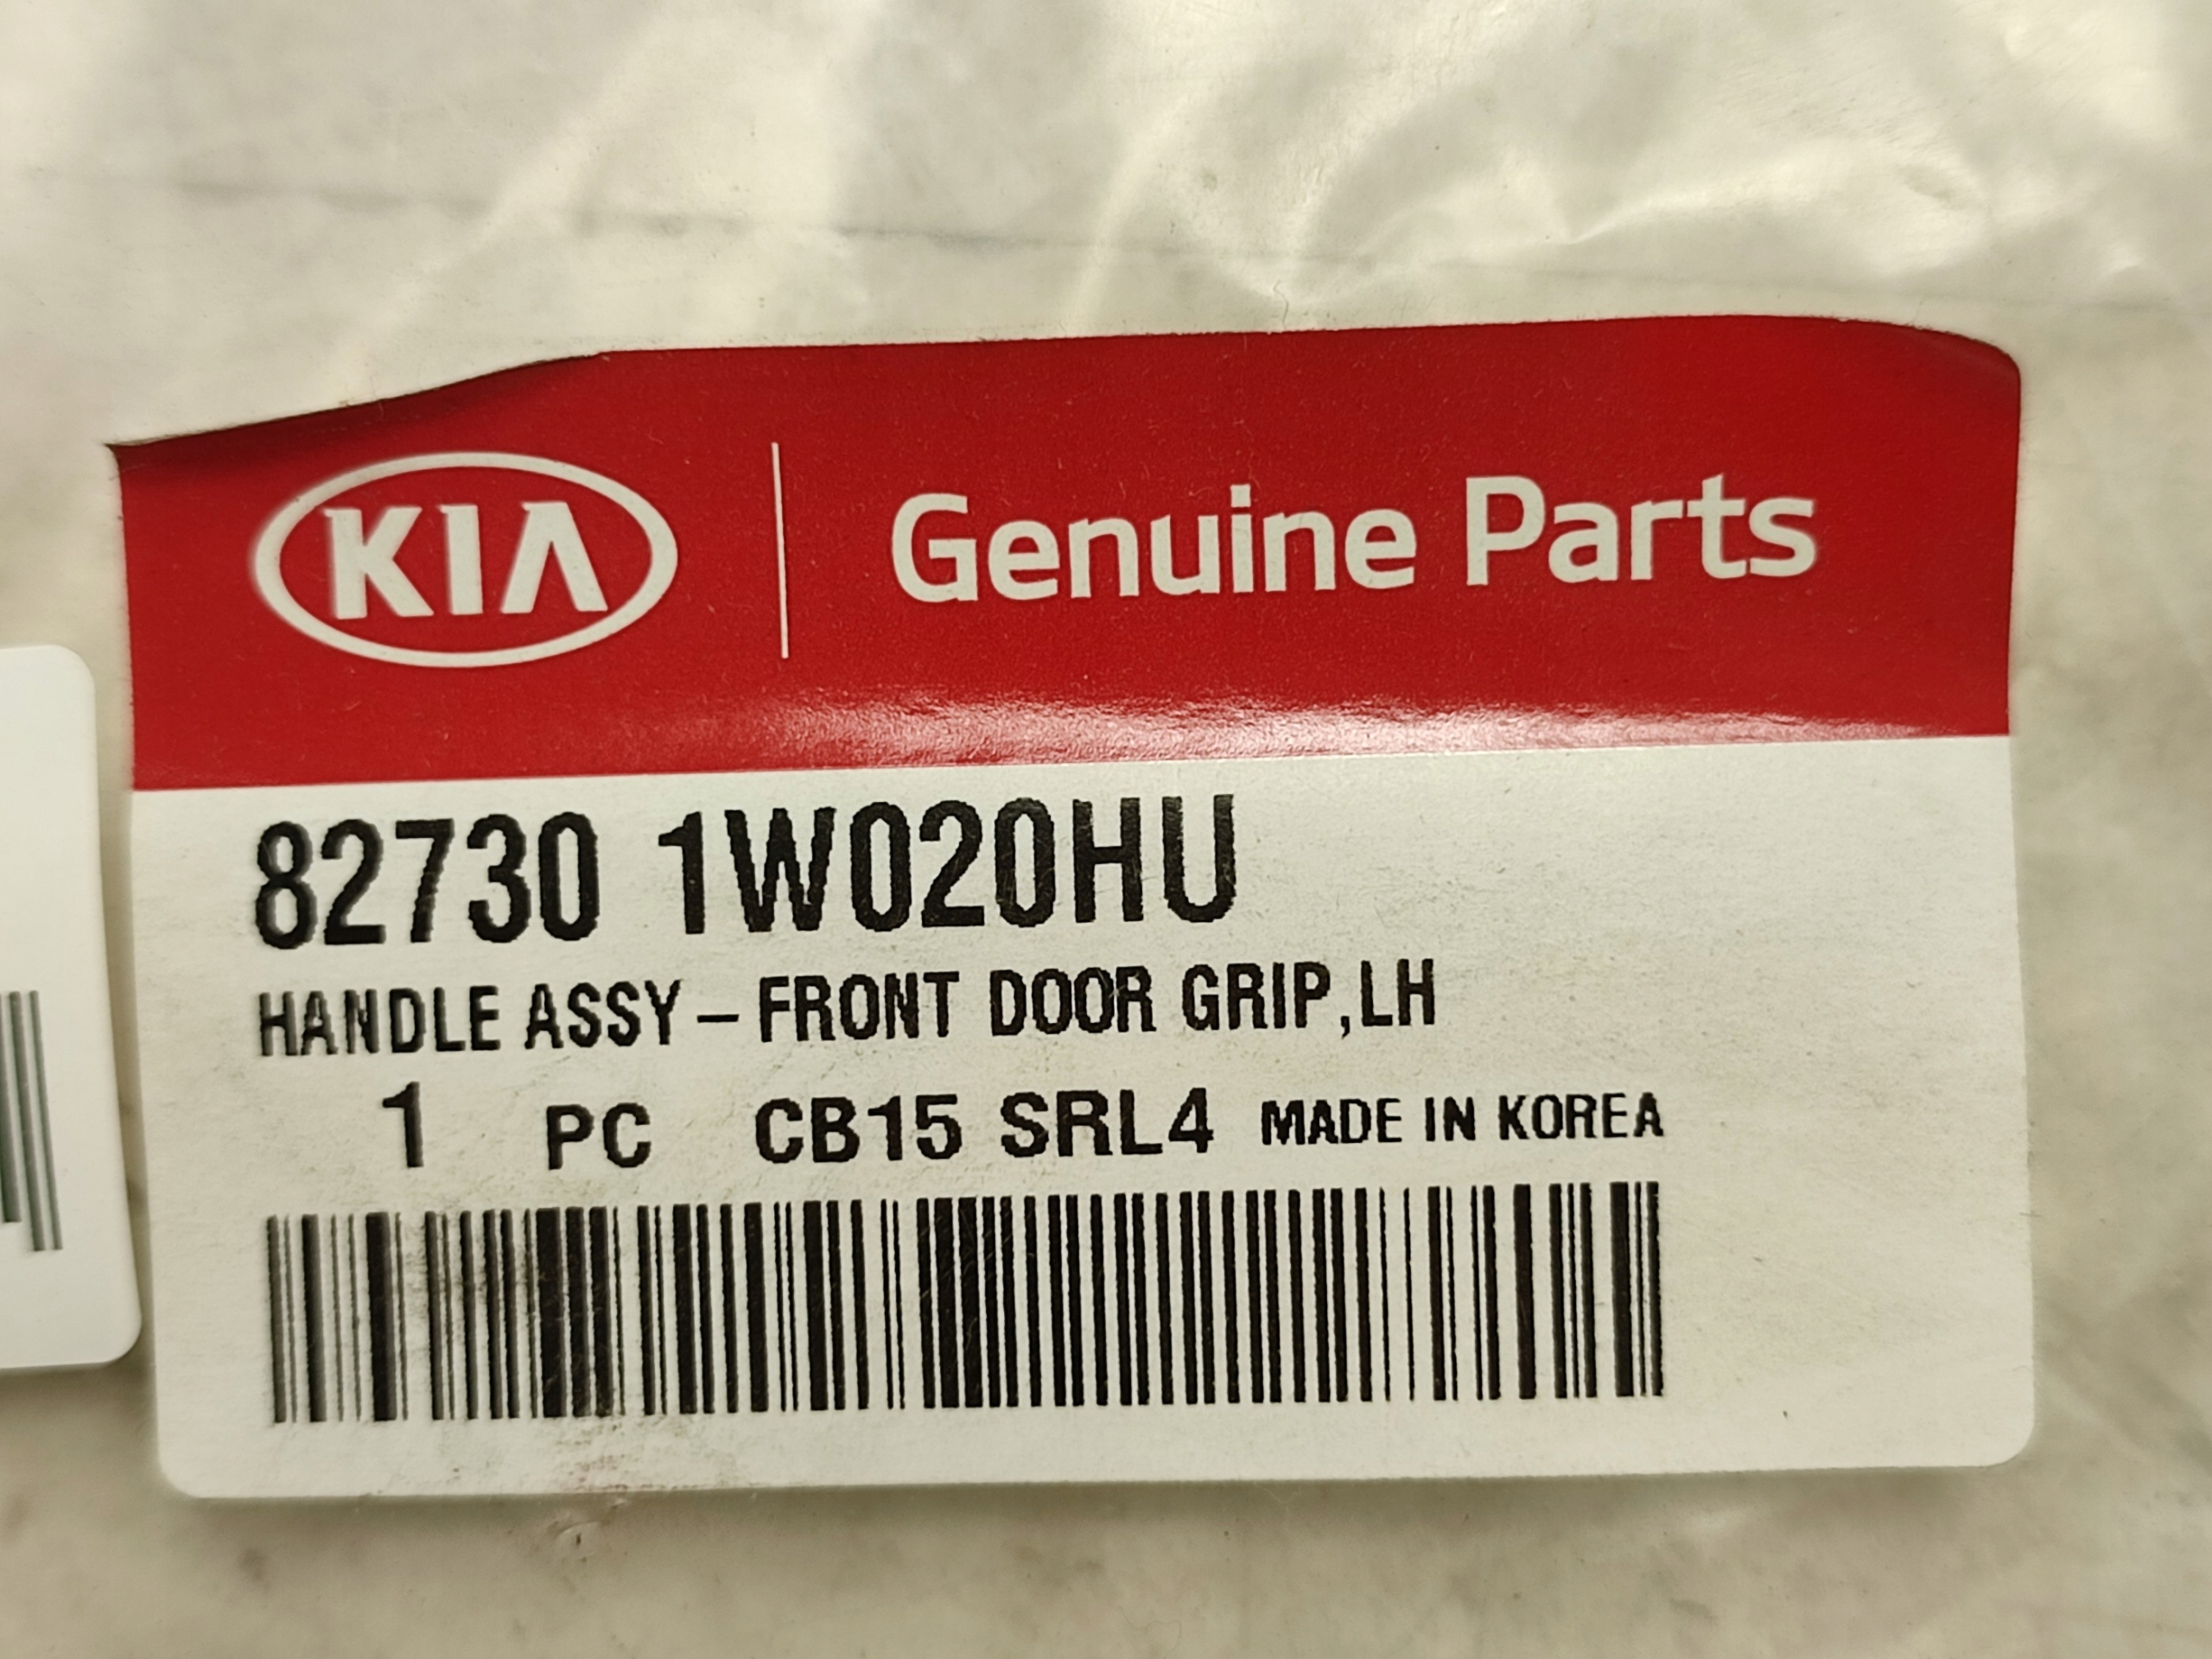 KIA Genuine Parts
82730 1W020HU
HANDLE ASSY – FRONT DOOR GRIP,LH
1 PC CB15 SRL4 MADE IN KOREA